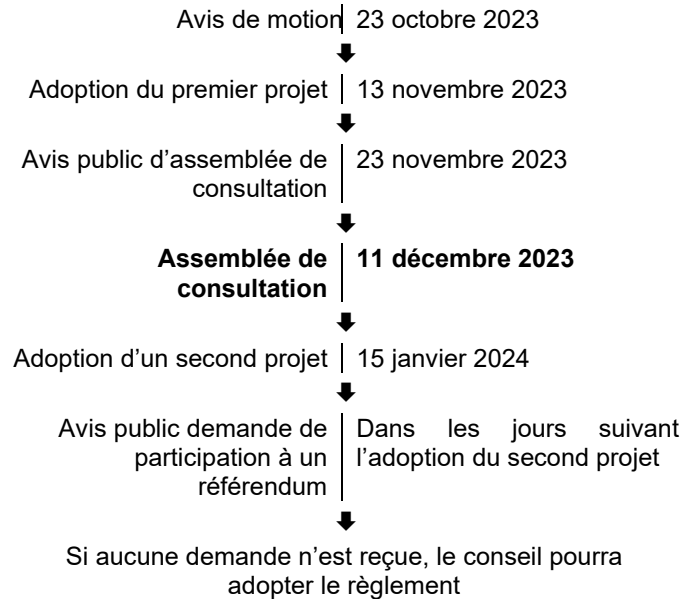 Avis de motion 23 octobre 2023
Adoption du premier projet 13 novembre 2023
Avis public d’assemblée de 23 novembre 2023
consultation
Assemblée de 11 décembre 2023
consultation
Adoption d’un second projet 15 janvier 2024
Avis public demande de Dans les jours suivant
participation à un l’adoption du second projet
référendum
Si aucune demande n’est reçue, le conseil pourra
adopter le règlement